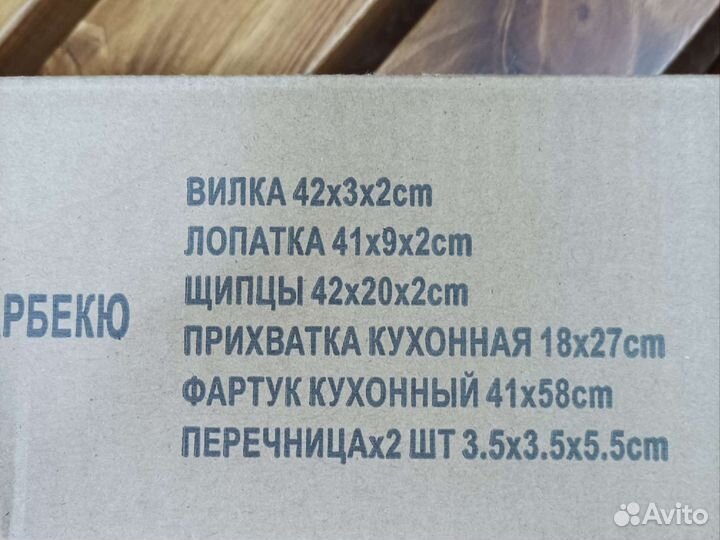 ВИЛКА 42x3x2cm
ЛОПАТКА 41x9x2cm
ЩИПЦЫ 42x20x2cm
АРБЕКЮ
ПРИХВАТКА КУХОННАЯ 18x27cm
ФАРТУК КУХОННЫЙ 41x58cm
ПЕРЕЧНИЦАx2 ШТ 3.5x3.5x5.5cm
Avito